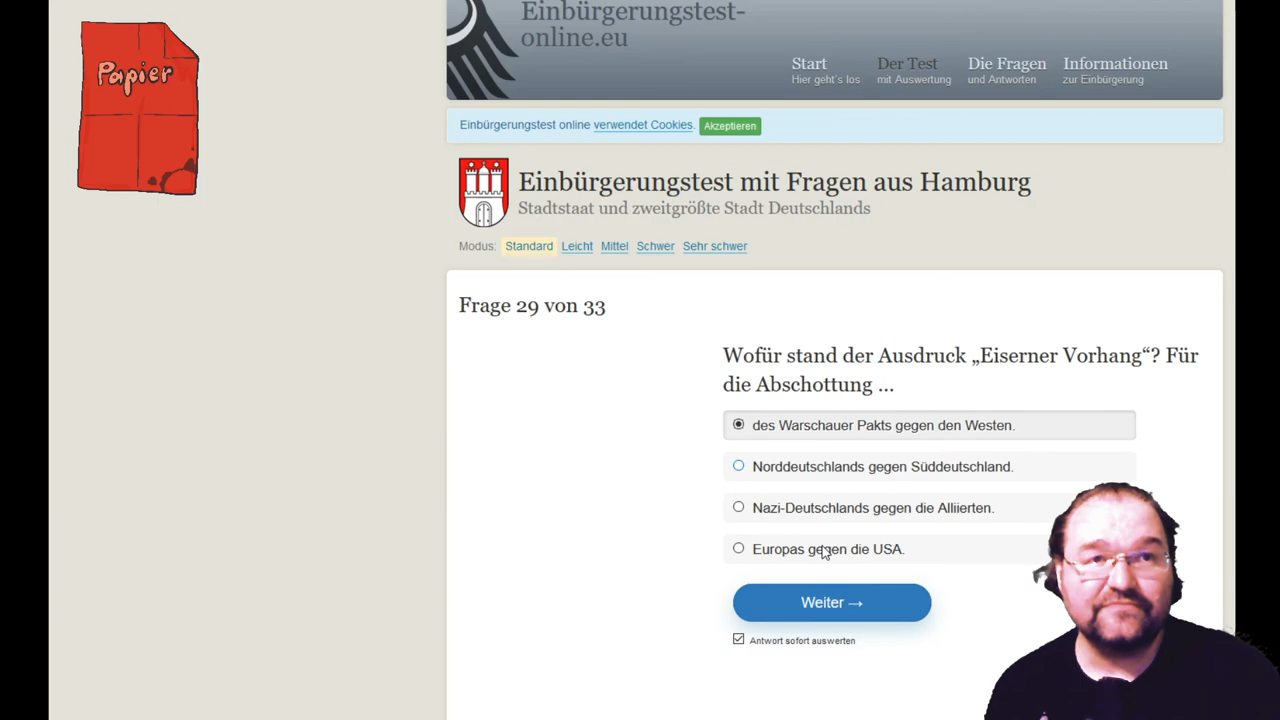 Papier
Einbürgerungstest-
online.eu
Start
Hier geht´s los
Der Test
mit Auswertung
Die Fragen
und Antworten
Informationen
zur Einbürgerung
Einbürgerungstest online verwendet Cookies. Akzeptieren
Einbürgerungstest mit Fragen aus Hamburg
Stadtstaat und zweitgrößte Stadt Deutschlands
Modus: Standard Leicht Mittel Schwer Sehr schwer
Frage 29 von 33
Wofür stand der Ausdruck „Eiserner Vorhang“? Für
die Abschottung ...
des Warschauer Pakts gegen den Westen.
Norddeutschlands gegen Süddeutschland.
Nazi-Deutschlands gegen die Alliierten.
Europas gegen die USA.
Weiter →
Antwort sofort auswerten